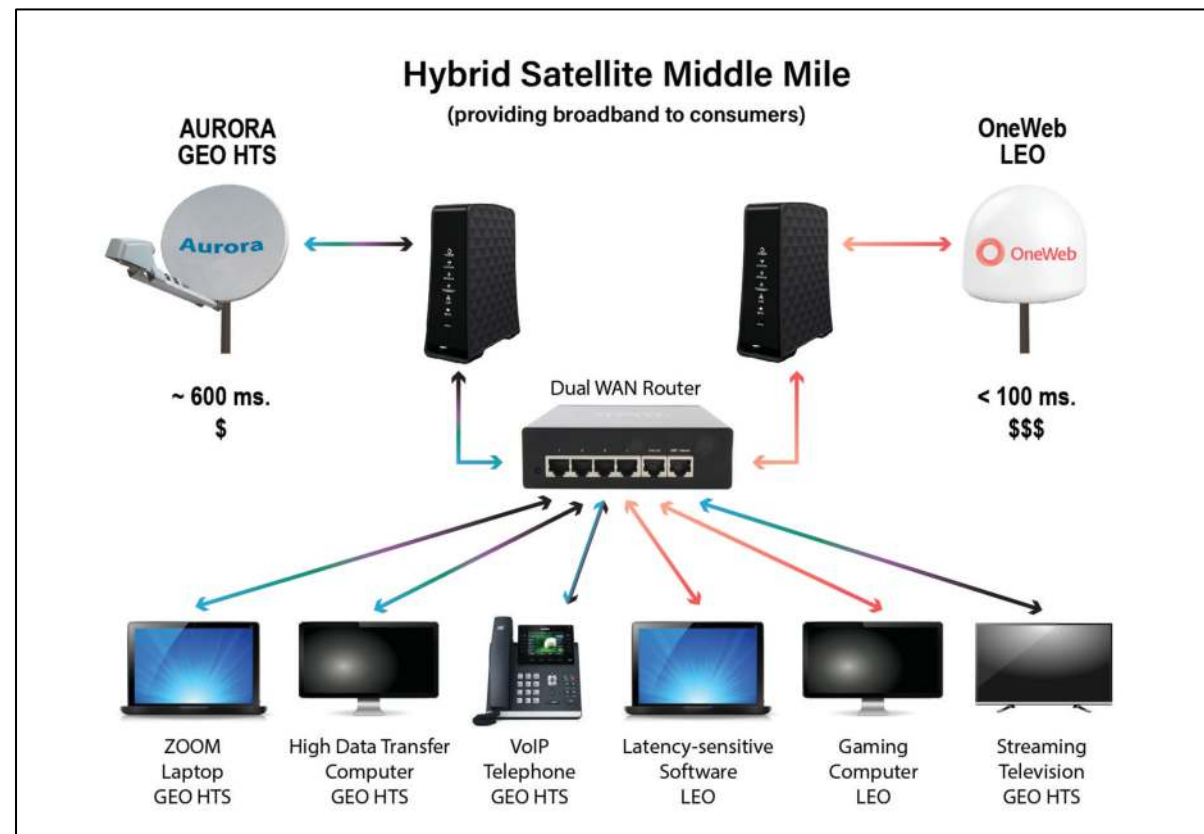 Hybrid Satellite Middle Mile
(providing broadband to consumers)
AURORA
GEO HTS
OneWeb
LEO
Aurora
OneWeb
~ 600 ms.
$
< 100 ms.
$$$
Dual WAN Router
ZOOM
Laptop
GEO HTS
High Data Transfer
Computer
GEO HTS
VoIP
Telephone
GEO HTS
Latency-sensitive
Software
LEO
Gaming
Computer
LEO
Streaming
Television
GEO HTS